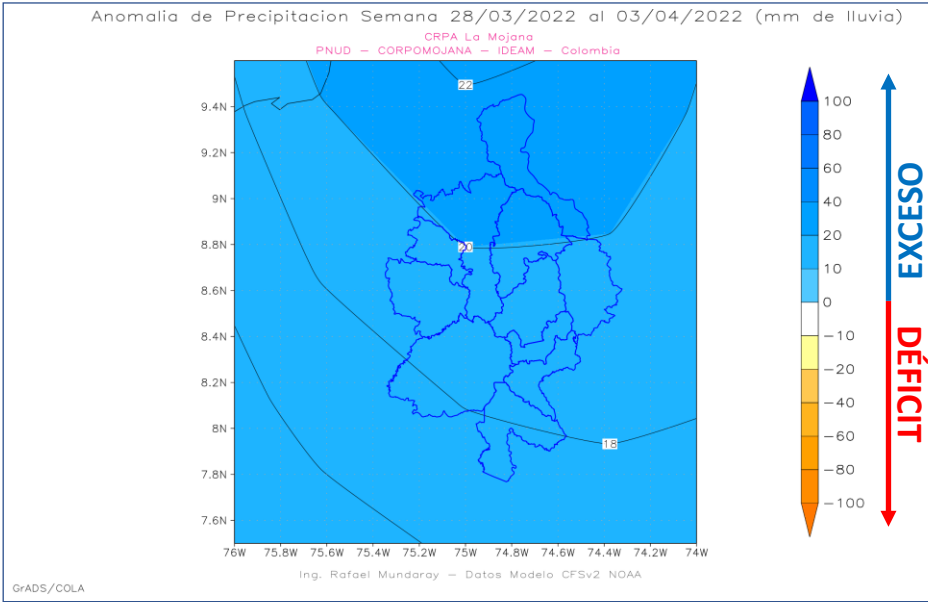 Anomalia de Precipitacion Semana 28/03/2022 al 03/04/2022 (mm de lluvia)
CRPA La Mojana
PNUD — CORPOMOJANA — IDEAM — Colombia
22
20
18
9.4N
9.2N
9N
8.8N
8.6N
8.4N
8.2N
8N
7.8N
7.6N
76W 75.8W 75.6W 75.4W 75.2W 75W 74.8W 74.6W 74.4W 74.2W 74W
100
80
60
40
20
10
0
−10
−20
−40
−60
−80
−100
EXCESO
DÉFICIT
Ing. Rafael Mundaray — Datos Modelo CFSv2 NOAA
GrADS/COLA